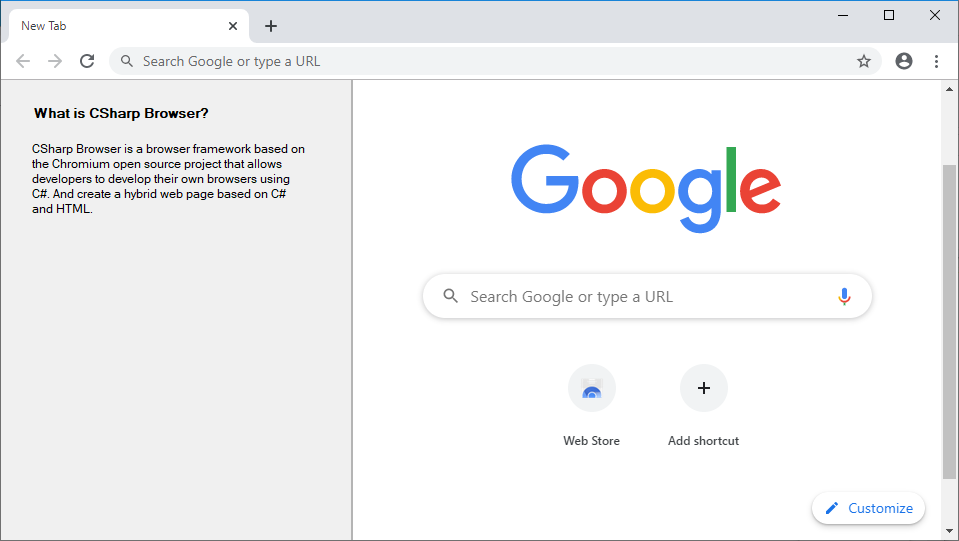 New Tab
Search Google or type a URL
What is CSharp Browser?
CSharp Browser is a browser framework based on
the Chromium open source project that allows
developers to develop their own browsers using
C#. And create a hybrid web page based on C#
and HTML.
Google
Search Google or type a URL
Web Store
Add shortcut
Customize